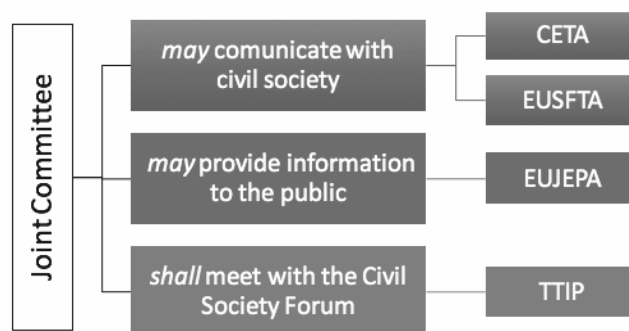 Joint Committee
may comunicate with
civil society
CETA
EUSFTA
may provide information
to the public
EUJEPA
shall meet with the Civil
Society Forum
TTIP